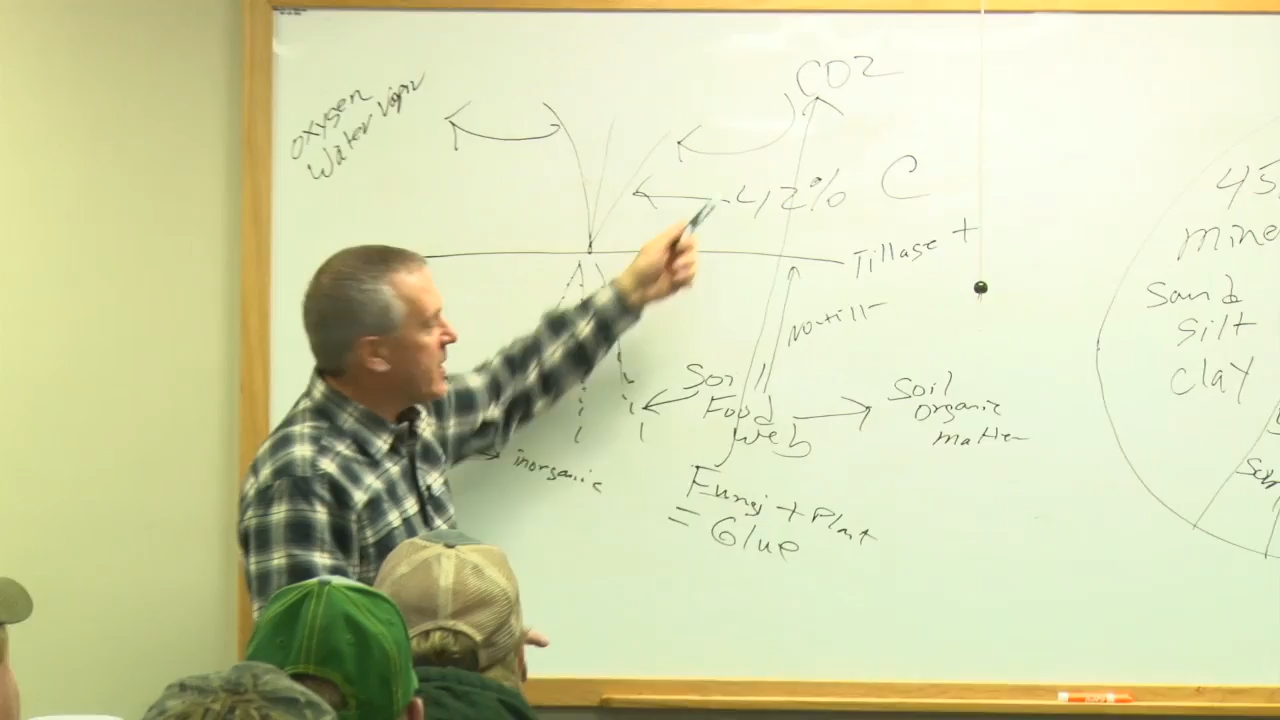 Oxygen
Water Vapor
CO2
42% C
Tillage +
No-till
Soil
Food
Web
Soil
organic
matter
inorganic
Fungi + Plant
= Glue
45
mine
Sand
silt
clay